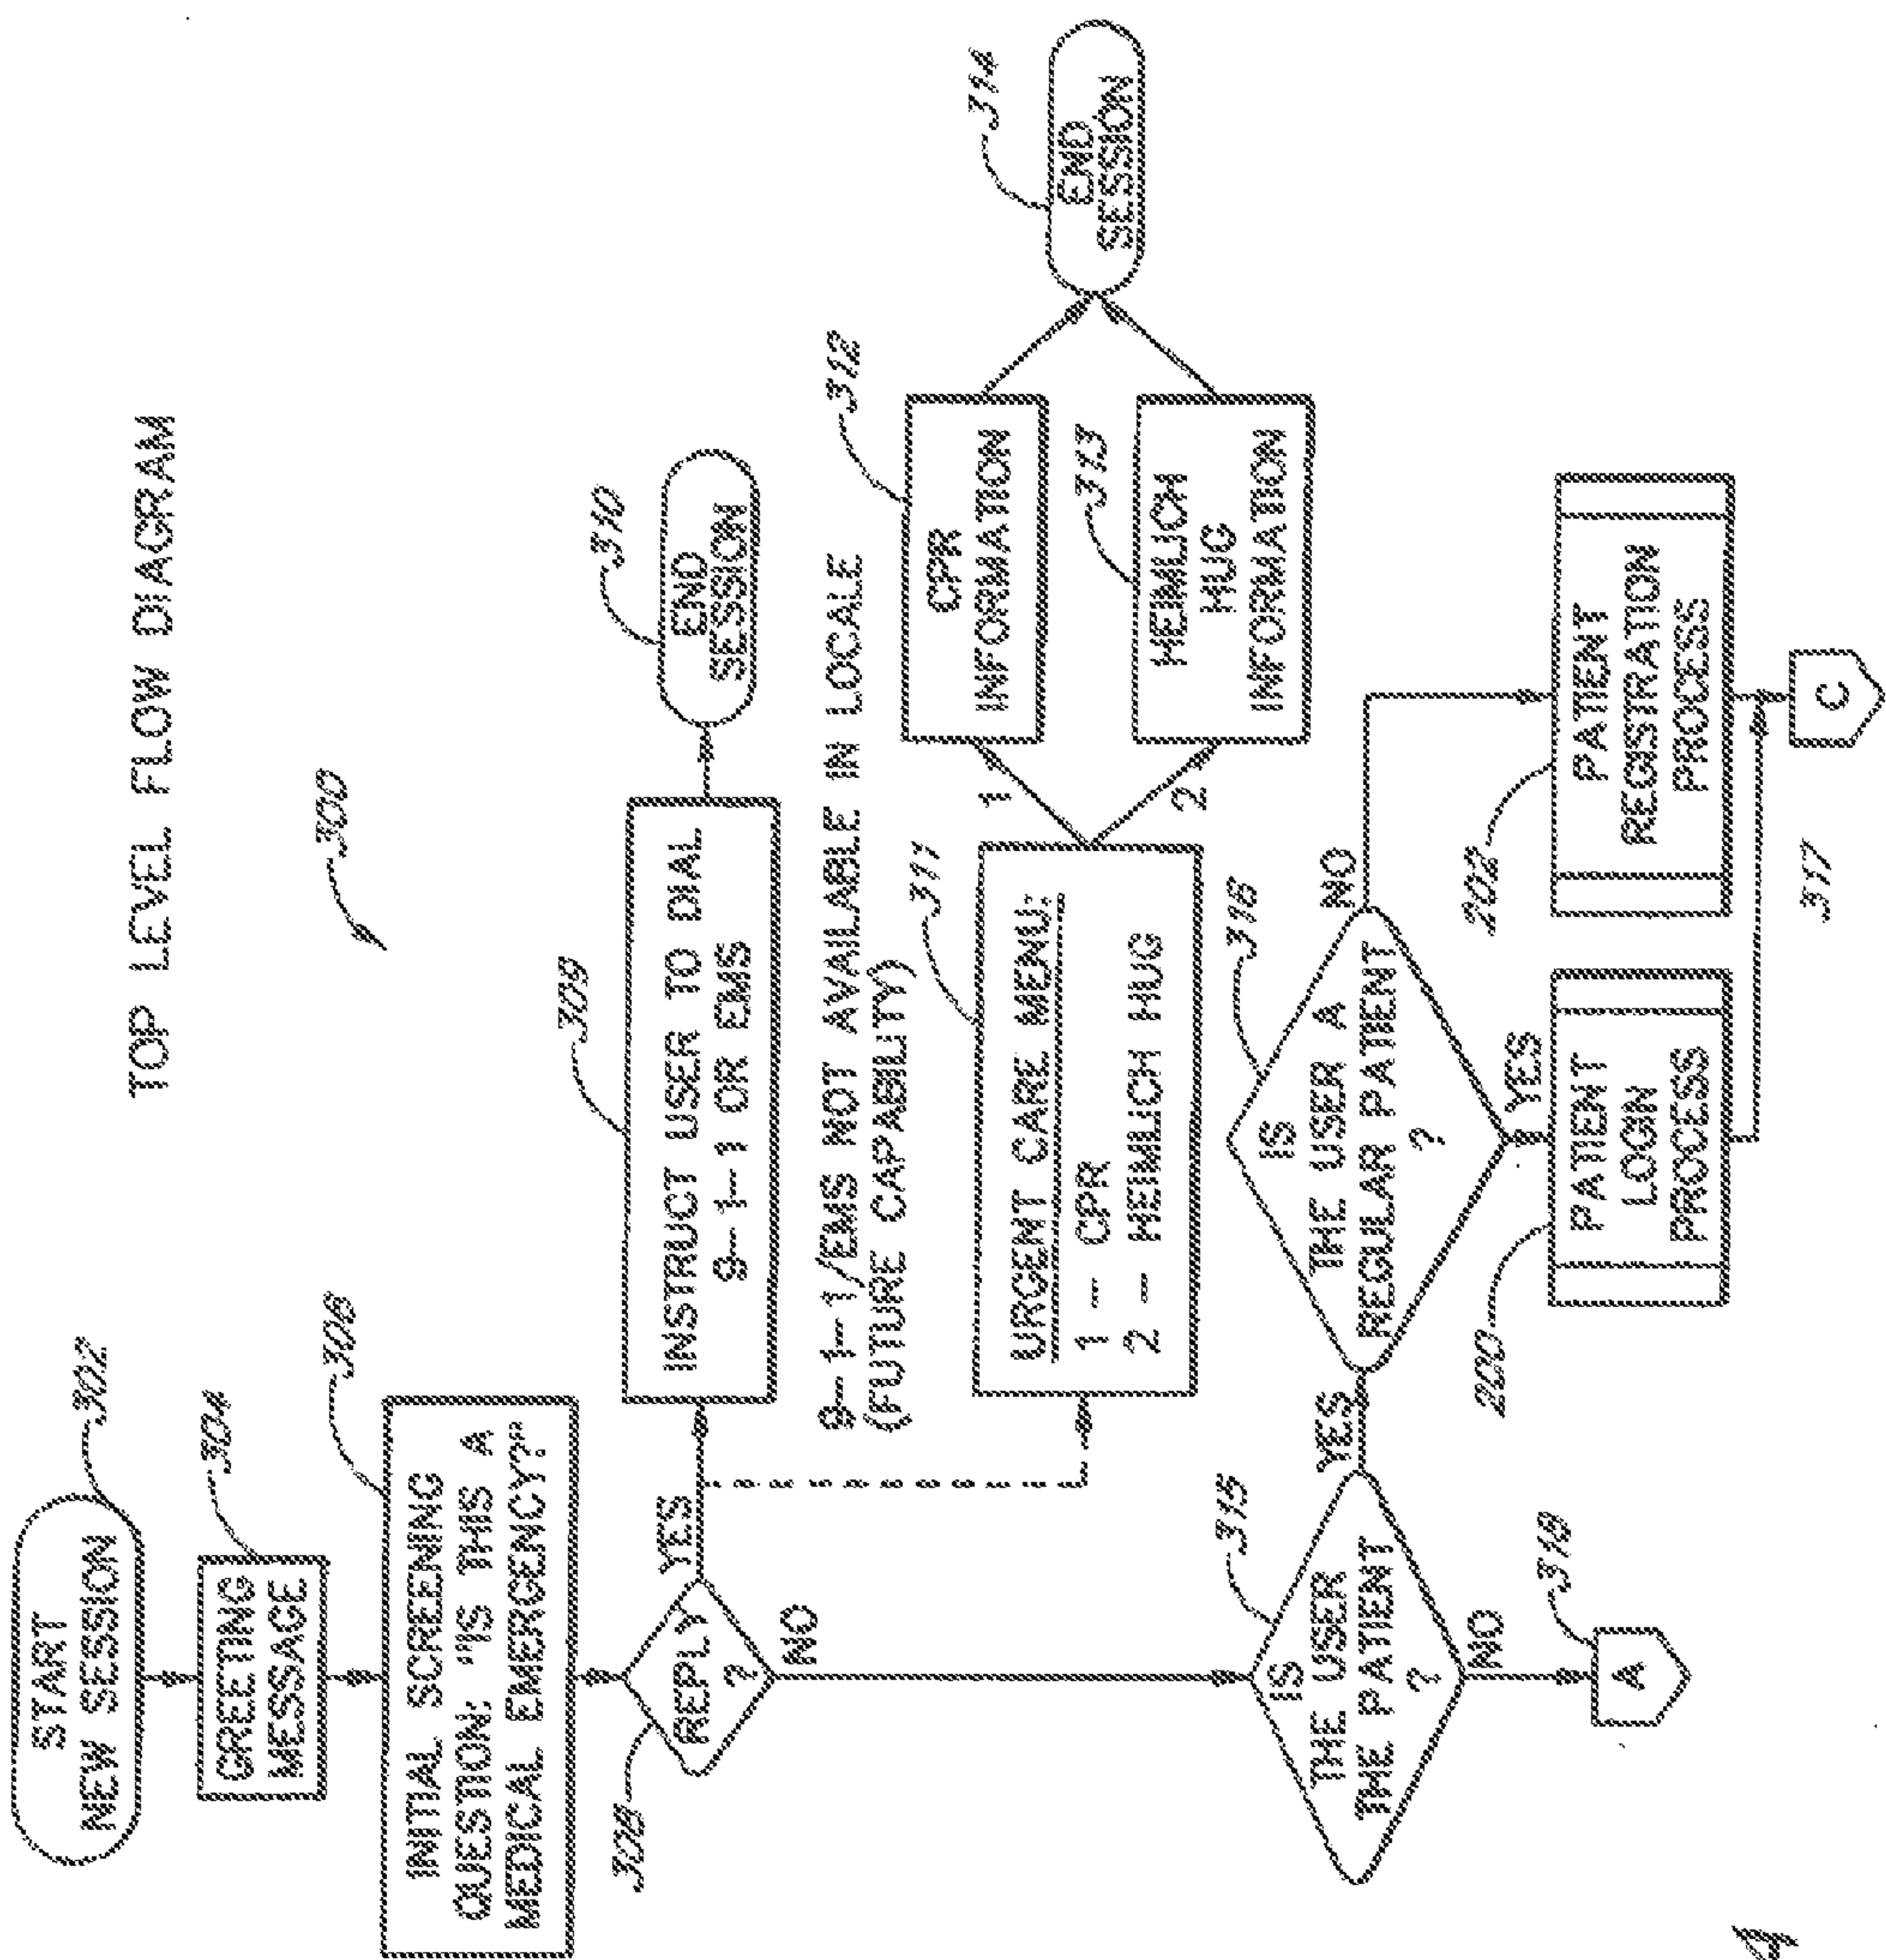 TOP LEVEL FLOW DIAGRAM
300
START
NEW SESSION
302
GREETING
MESSAGE
304
INITIAL SCREENING
QUESTION: "IS THIS A
MEDICAL EMERGENCY?"
306
REPLY
?
308
YES
NO
INSTRUCT USER TO DIAL
9-1-1 OR EMS
309
END
SESSION
310
9-1-1/EMS NOT AVAILABLE IN LOCALE
(FUTURE CAPABILITY)
URGENT CARE MENU:
1 - CPR
2 - HEIMLICH HUG
311
1
2
CPR
INFORMATION
312
HEIMLICH
HUG
INFORMATION
313
END
SESSION
314
IS
THE USER
THE PATIENT
?
315
YES
NO
A
318
IS
THE USER A
REGULAR PATIENT
?
316
NO
YES
PATIENT
LOGIN
PROCESS
200
PATIENT
REGISTRATION
PROCESS
202
317
C
4